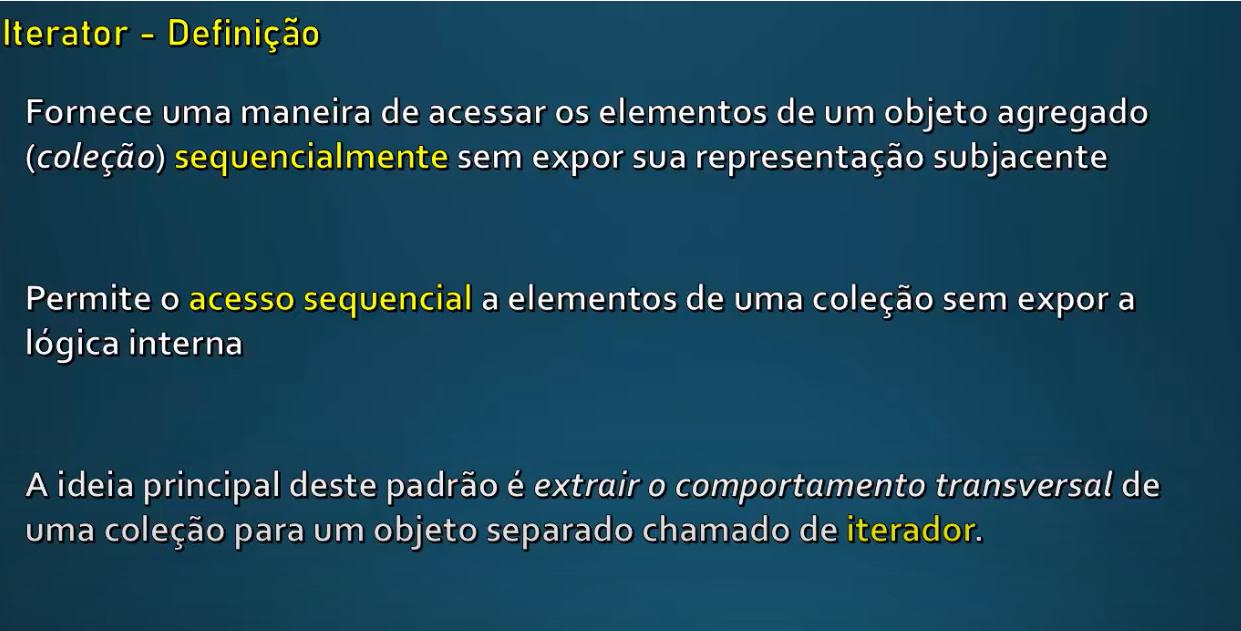 Iterator - Definição
Fornece uma maneira de acessar os elementos de um objeto agregado
(coleção) sequencialmente sem expor sua representação subjacente
Permite o acesso sequencial a elementos de uma coleção sem expor a
lógica interna
A ideia principal deste padrão é extrair o comportamento transversal de
uma coleção para um objeto separado chamado de iterador.